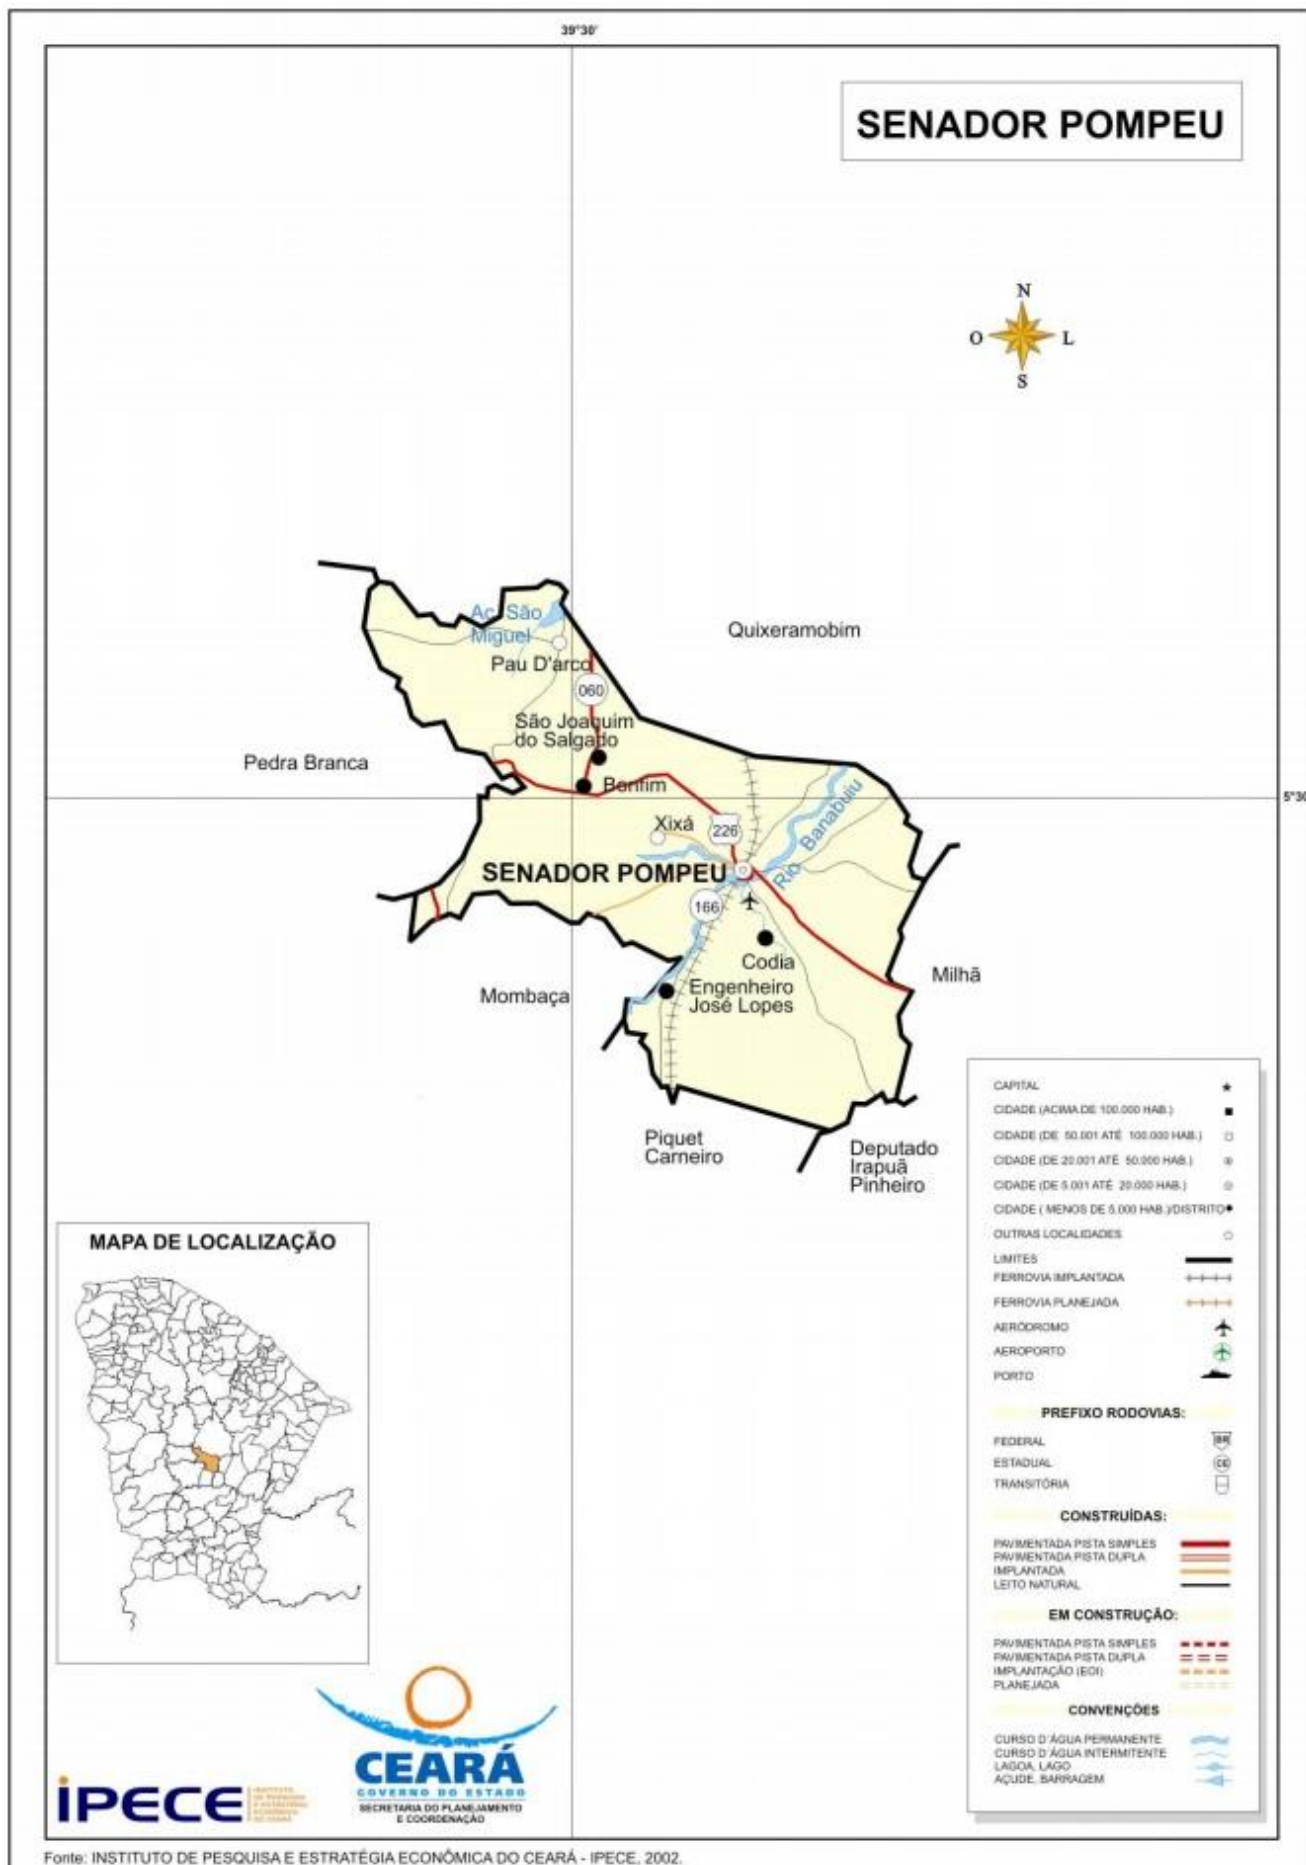 39°30'
SENADOR POMPEU
N
O
L
S
Quixeramobim
Aç. São
Miguel
Pau D'arco
060
São Joaquim
do Salgado
Pedra Branca
Bonfim
5°30
Xixá
226
Rio Banabuiu
SENADOR POMPEU
166
Codia
Milhã
Engenheiro
José Lopes
Mombaça
Piquet
Carneiro
Deputado
Irapuã
Pinheiro
CAPITAL
CIDADE (ACIMA DE 100.000 HAB.)
CIDADE (DE 50.001 ATÉ 100.000 HAB.)
CIDADE (DE 20.001 ATÉ 50.000 HAB.)
CIDADE (DE 5.001 ATÉ 20.000 HAB.)
CIDADE ( MENOS DE 5.000 HAB.)/DISTRITO
OUTRAS LOCALIDADES
LIMITES
FERROVIA IMPLANTADA
FERROVIA PLANEJADA
AERÓDROMO
AEROPORTO
PORTO
PREFIXO RODOVIAS:
FEDERAL BR
ESTADUAL CE
TRANSITÓRIA
CONSTRUÍDAS:
PAVIMENTADA PISTA SIMPLES
PAVIMENTADA PISTA DUPLA
IMPLANTADA
LEITO NATURAL
EM CONSTRUÇÃO:
PAVIMENTADA PISTA SIMPLES
PAVIMENTADA PISTA DUPLA
IMPLANTAÇÃO (EOI)
PLANEJADA
CONVENÇÕES
CURSO D'ÁGUA PERMANENTE
CURSO D'ÁGUA INTERMITENTE
LAGOA, LAGO
AÇUDE, BARRAGEM
MAPA DE LOCALIZAÇÃO
CEARÁ
GOVERNO DO ESTADO
SECRETARIA DO PLANEJAMENTO
E COORDENAÇÃO
IPECE
INSTITUTO
DE PESQUISA
E ESTRATÉGIA
ECONÔMICA
DO CEARÁ
Fonte: INSTITUTO DE PESQUISA E ESTRATÉGIA ECONÔMICA DO CEARÁ - IPECE, 2002.